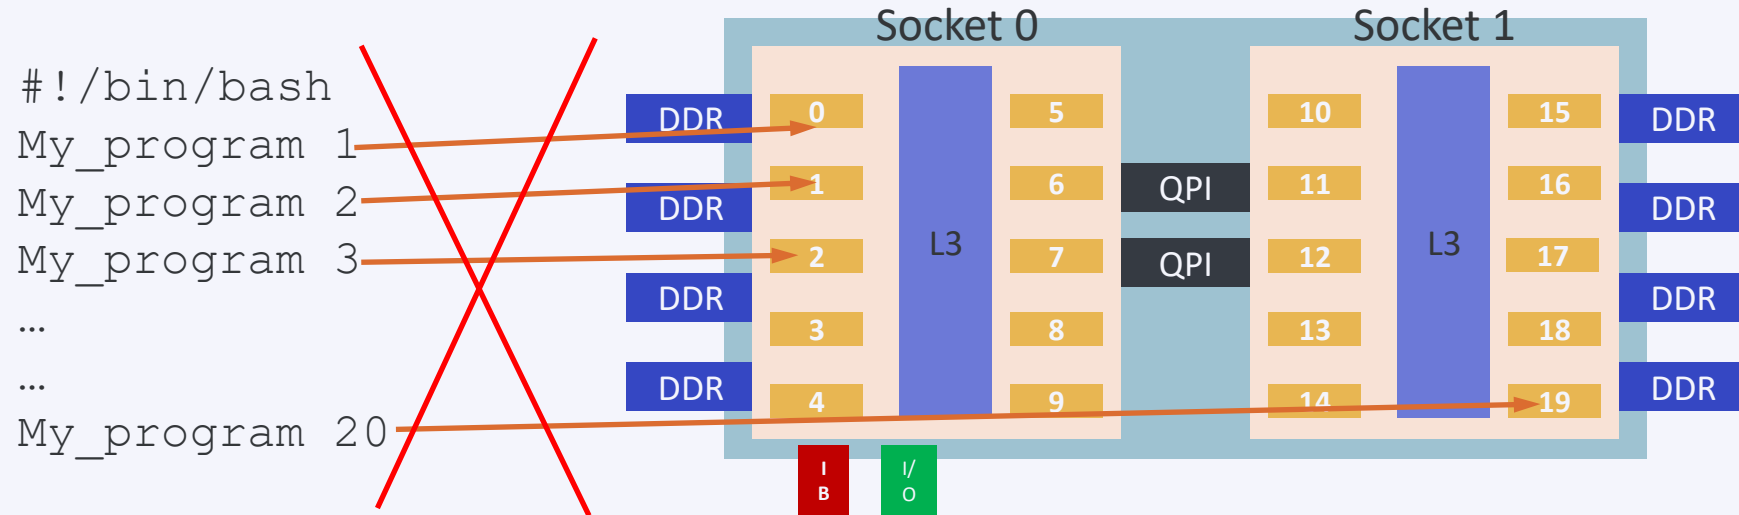 #!/bin/bash
My_program 1
My_program 2
My_program 3
…
…
My_program 20
Socket 0
Socket 1
DDR
DDR
DDR
DDR
0
1
2
3
4
L3
5
6
7
8
9
QPI
QPI
10
11
12
13
14
L3
15
16
17
18
19
DDR
DDR
DDR
DDR
I
B
I/
O